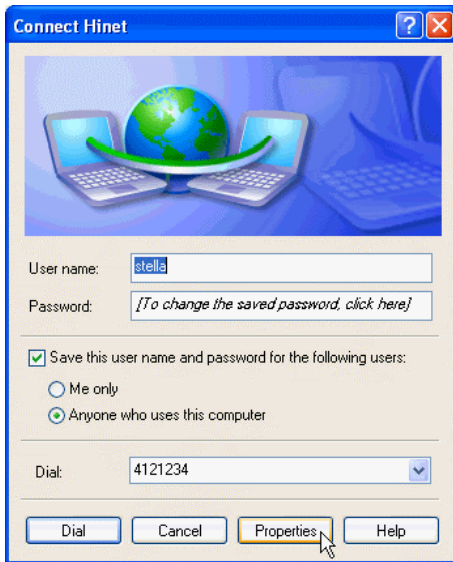 Connect Hinet
User name: stella
Password: [To change the saved password, click here]
Save this user name and password for the following users:
Me only
Anyone who uses this computer
Dial: 4121234
Dial Cancel Properties Help